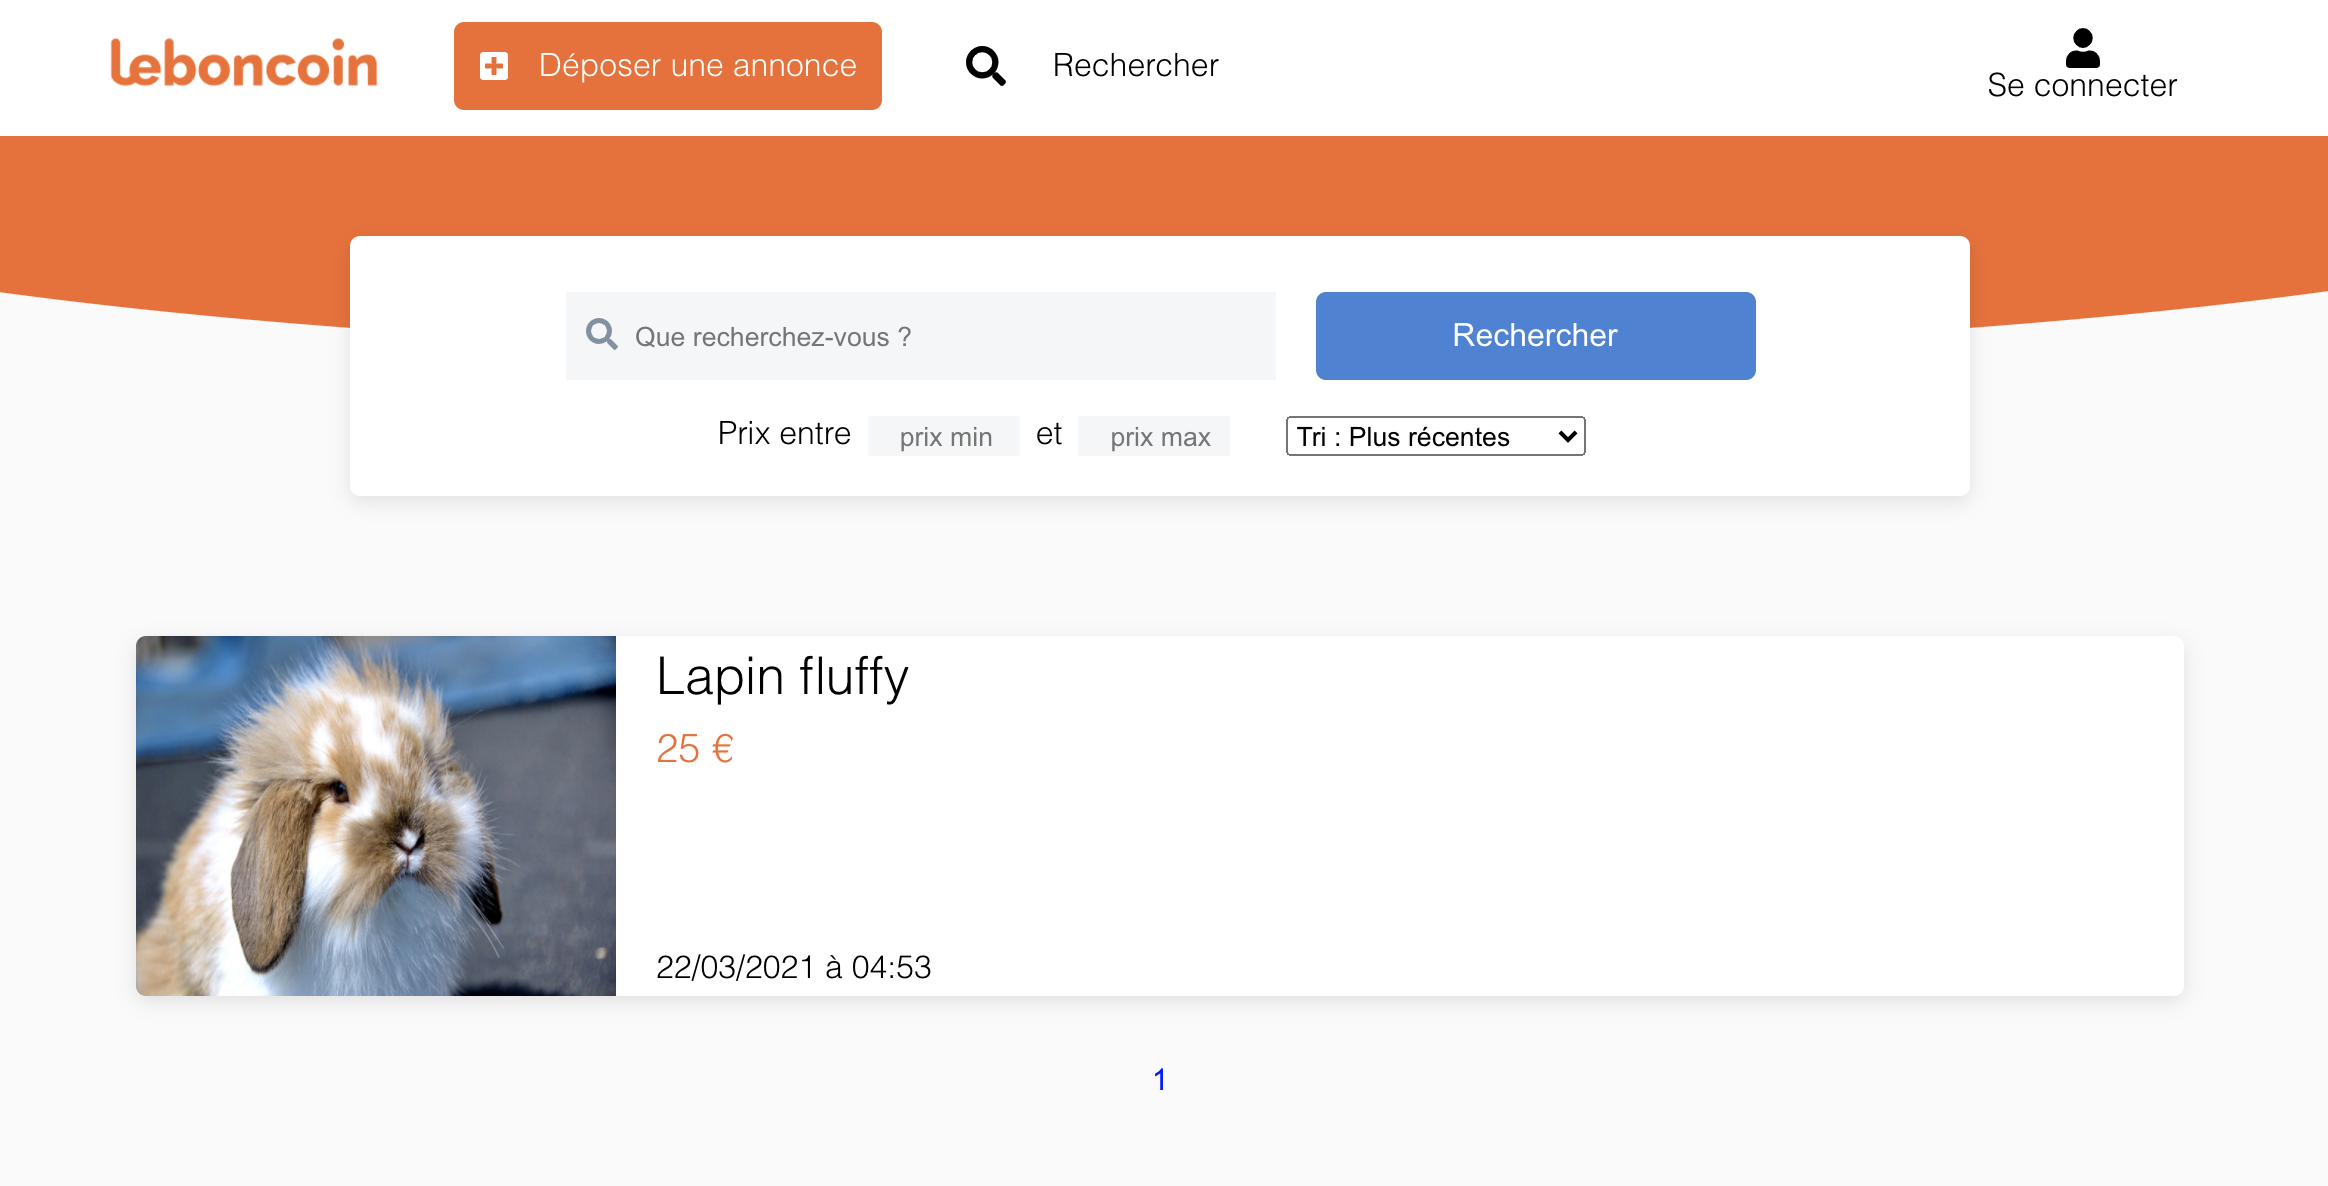 leboncoin
Déposer une annonce
Rechercher
Se connecter
Que recherchez-vous ?
Rechercher
Prix entre prix min et prix max Tri : Plus récentes
Lapin fluffy
25 €
22/03/2021 à 04:53
1